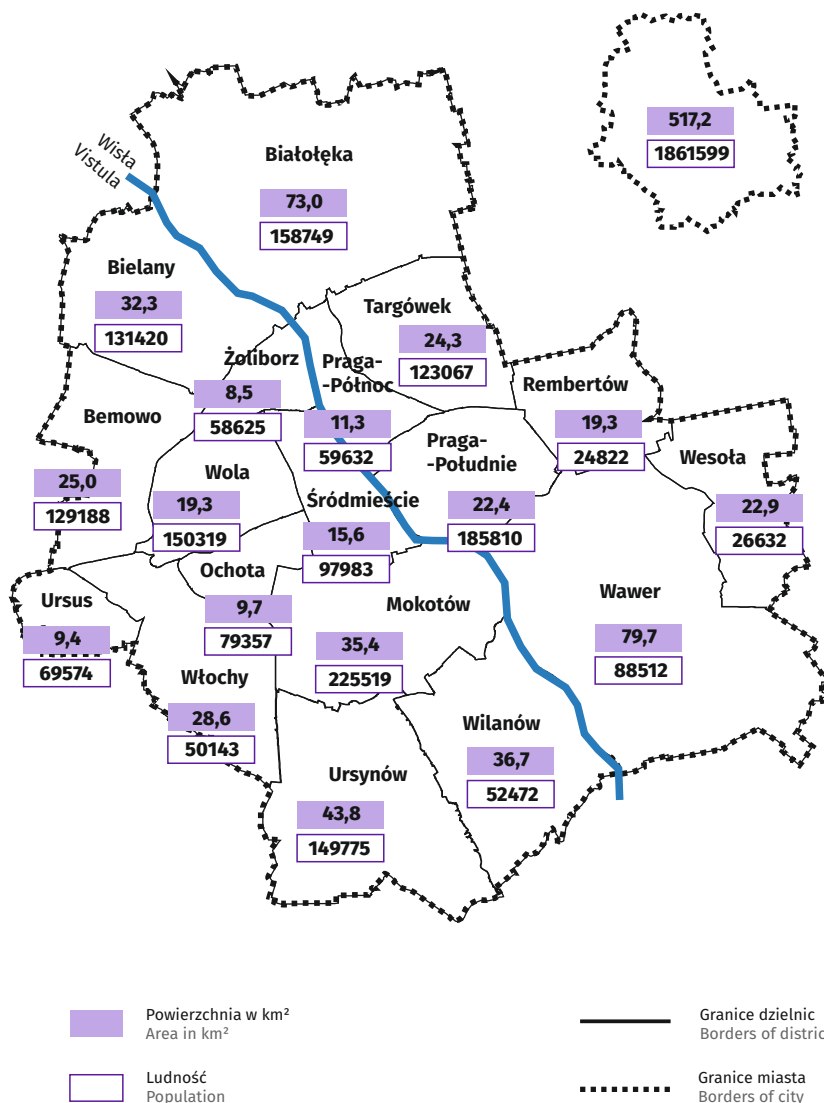 517,2
1861599
Wisła
Vistula
Białołęka
73,0
158749
Bielany
32,3
131420
Targówek
24,3
123067
Żoliborz
8,5
58625
Praga-
-Północ
11,3
59632
Rembertów
19,3
24822
Bemowo
25,0
129188
Wola
19,3
150319
Praga-
-Południe
22,4
185810
Wesoła
22,9
26632
Śródmieście
15,6
97983
Ochota
9,7
79357
Ursus
9,4
69574
Mokotów
35,4
225519
Wawer
79,7
88512
Włochy
28,6
50143
Wilanów
36,7
52472
Ursynów
43,8
149775
Powierzchnia w km²
Area in km²
Ludność
Population
Granice dzielnic
Borders of distric
Granice miasta
Borders of city